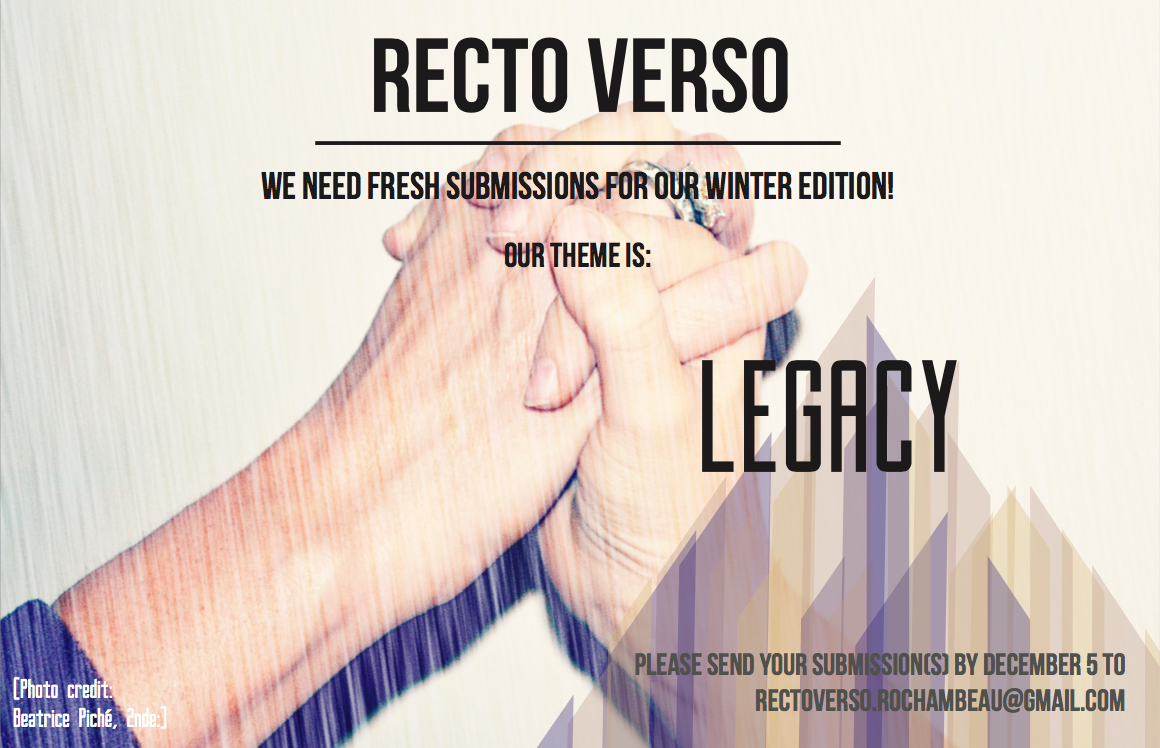 RECTO VERSO
WE NEED FRESH SUBMISSIONS FOR OUR WINTER EDITION!
OUR THEME IS:
LEGACY
PLEASE SEND YOUR SUBMISSION(S) BY DECEMBER 5 TO
RECTOVERSO.ROCHAMBEAU@GMAIL.COM
[Photo credit:
Beatrice Piché, 2nde:]